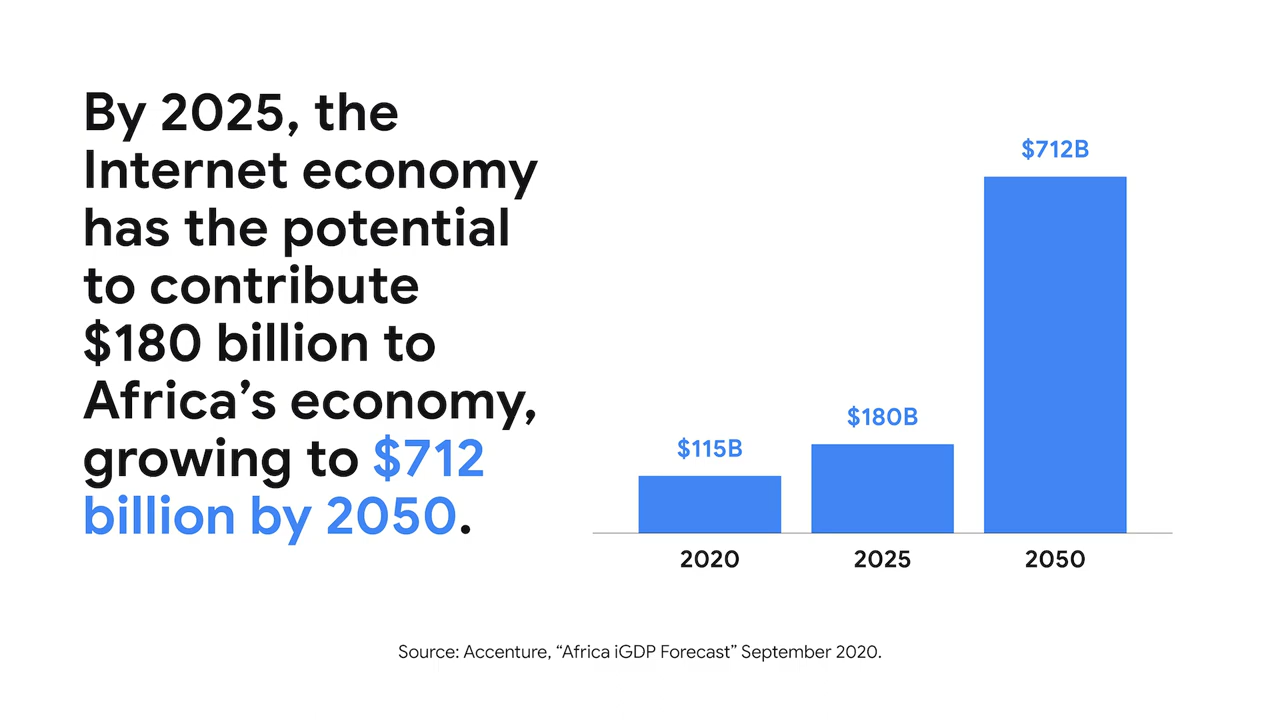 By 2025, the
Internet economy
has the potential
to contribute
$180 billion to
Africa’s economy,
growing to $712
billion by 2050.
$115B
$180B
$712B
2020
2025
2050
Source: Accenture, “Africa iGDP Forecast” September 2020.